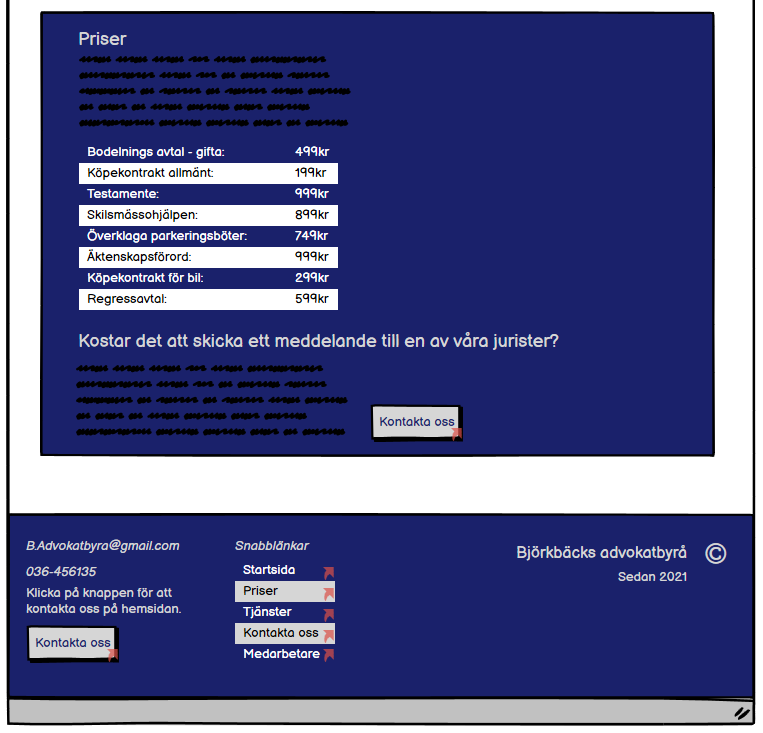 Priser
Bodelnings avtal - gifta: 499kr
Köpekontrakt allmänt: 199kr
Testamente: 999kr
Skilsmässohjälpen: 899kr
Överklaga parkeringsböter: 749kr
Äktenskapsförord: 999kr
Köpekontrakt för bil: 299kr
Regressavtal: 599kr
Kostar det att skicka ett meddelande till en av våra jurister?
Kontakta oss
B.Advokatbyra@gmail.com
036-456135
Klicka på knappen för att
kontakta oss på hemsidan.
Kontakta oss
Snabblänkar
Startsida
Priser
Tjänster
Kontakta oss
Medarbetare
Björkbäcks advokatbyrå ©
Sedan 2021